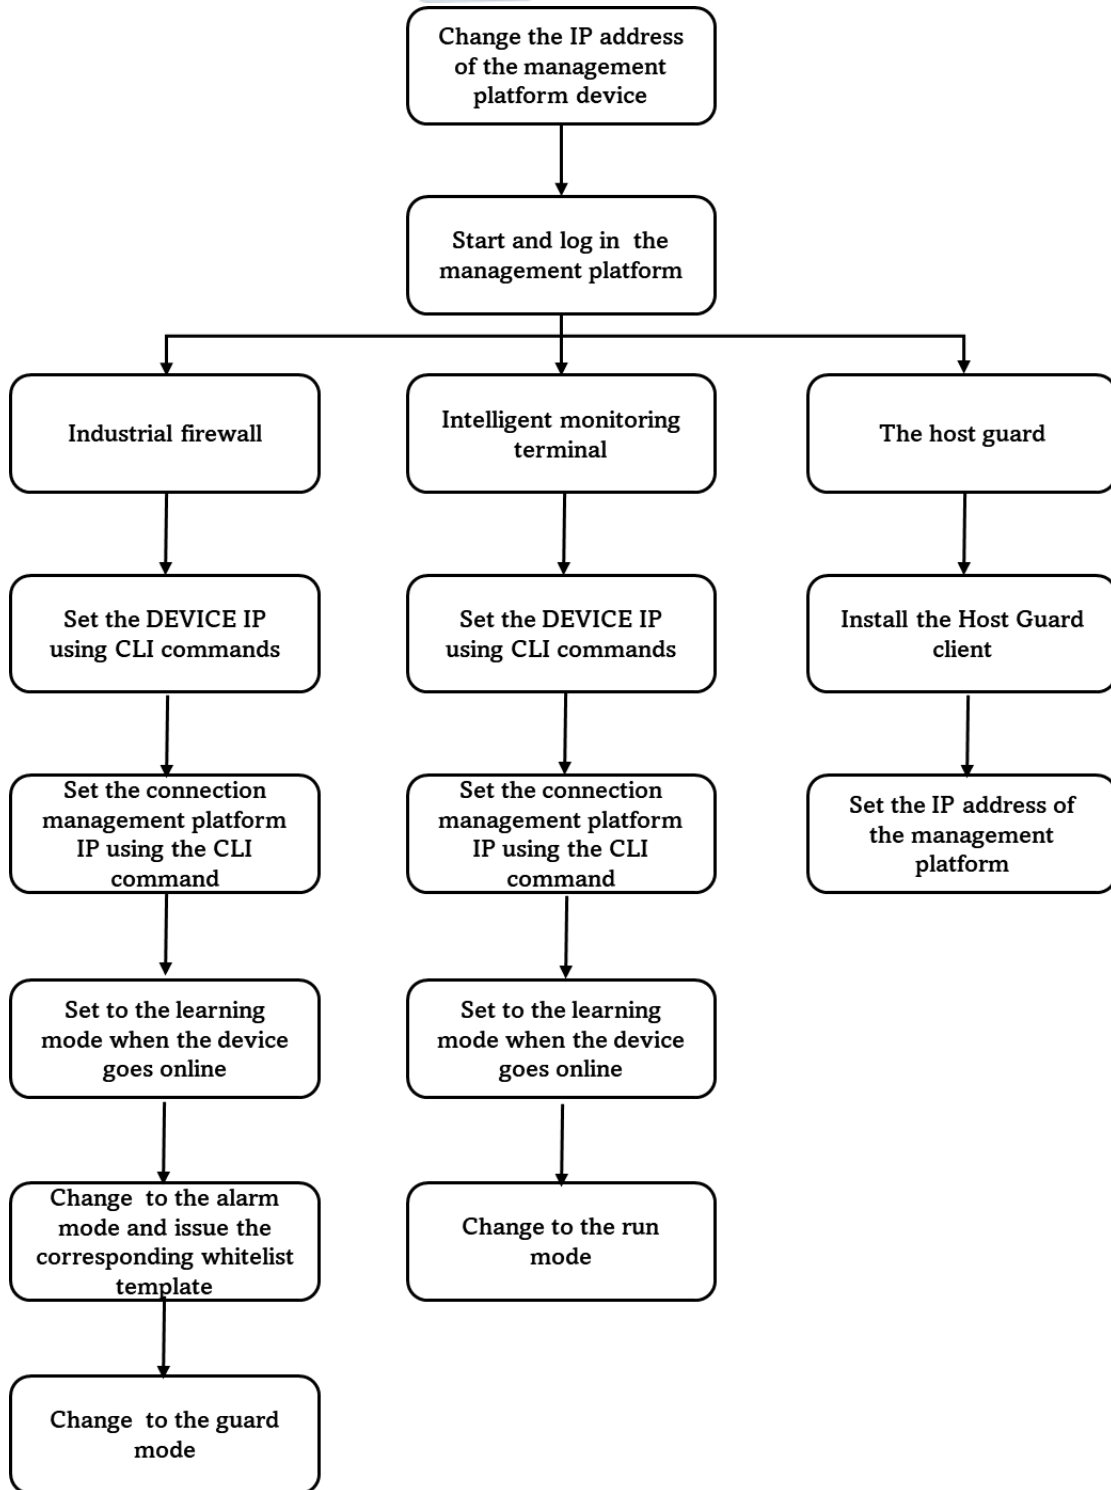 Change the IP address
of the management
platform device
Start and log in  the
management platform
Industrial firewall
Intelligent monitoring
terminal
The host guard
Set the DEVICE IP
using CLI commands
Set the DEVICE IP
using CLI commands
Install the Host Guard
client
Set the connection
management platform
IP using the CLI
command
Set the connection
management platform
IP using the CLI
command
Set the IP address of
the management
platform
Set to the learning
mode when the device
goes online
Set to the learning
mode when the device
goes online
Change  to the alarm
mode and issue the
corresponding whitelist
template
Change to the run
mode
Change  to the guard
mode